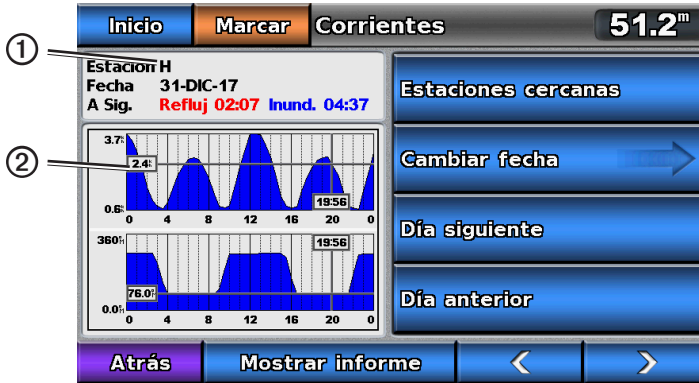 Inicio Marcar Corrientes 51.2m
① Estación H
Fecha 31-DIC-17
A Sig. Refluj 02:07 Inund. 04:37
Estaciones cercanas
Cambiar fecha
Día siguiente
Día anterior
②
3.7
2.4
19:56
0.6
0 4 8 12 16 20 0
360
19:56
76.0
0.0
0 4 8 12 16 20 0
Atrás Mostrar informe < >